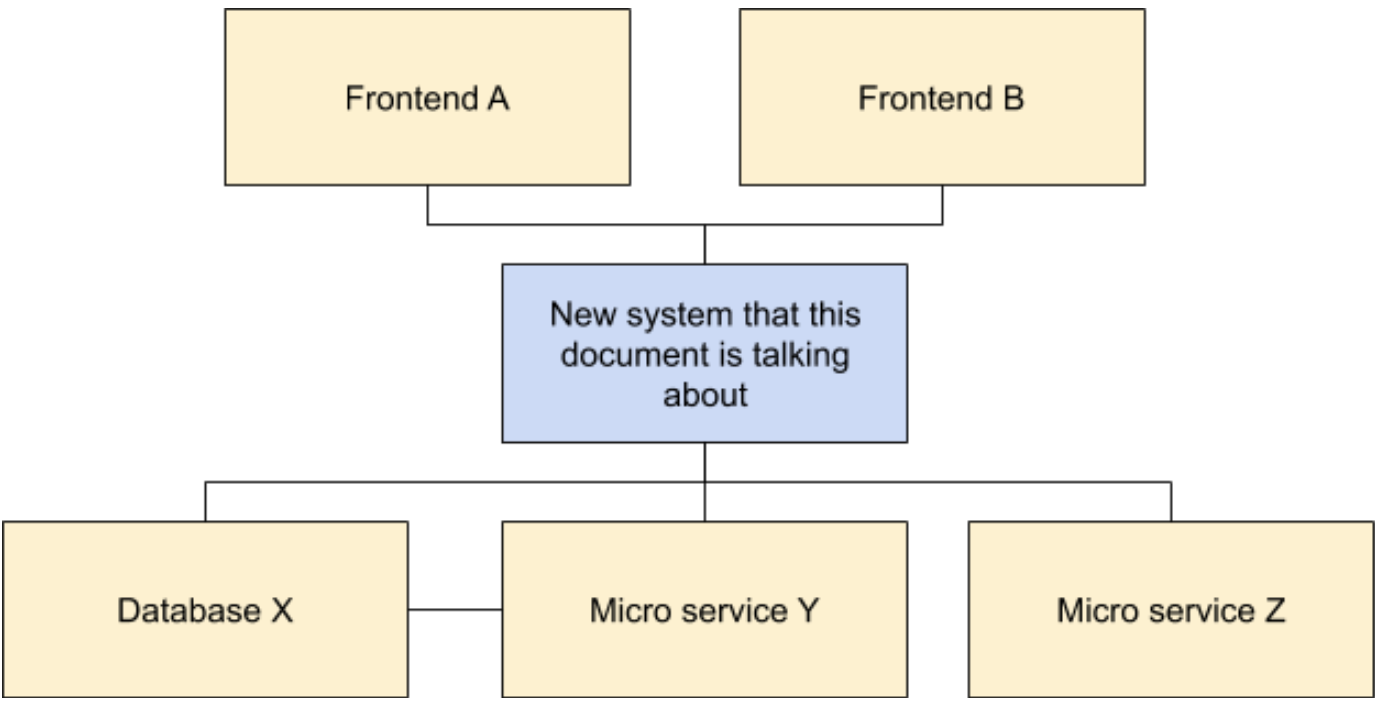 Frontend A
Frontend B
New system that this
document is talking
about
Database X
Micro service Y
Micro service Z